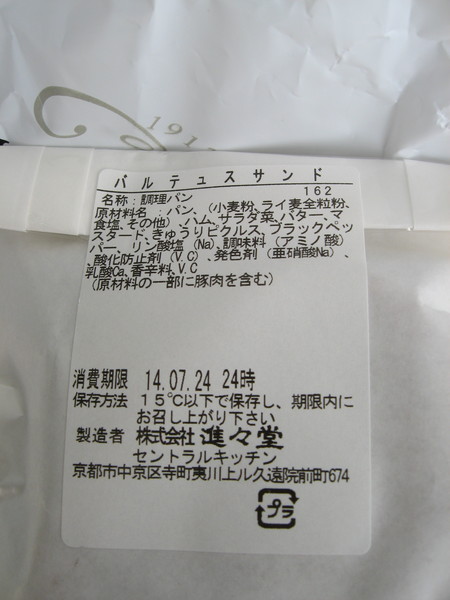 191
パルテュスサンド
162
名称:調理パン
原材料名:パン、(小麦粉、ライ麦全粒粉、
食塩、その他)、ハム、サラダ菜、バター、マ
スタード、きゅうりピクルス、ブラックペッ
パー、リン酸塩(Na)、調味料(アミノ酸)
、酸化防止剤(V.C)、発色剤(亜硝酸Na)、
乳酸Ca、香辛料、V.C
(原材料の一部に豚肉を含む)
消費期限 14.07.24 24時
保存方法 15℃以下で保存し、期限内に
お召し上がり下さい
製造者 株式会社 進々堂
セントラルキッチン
京都市中京区寺町夷川上ル久遠院前町674
プラ